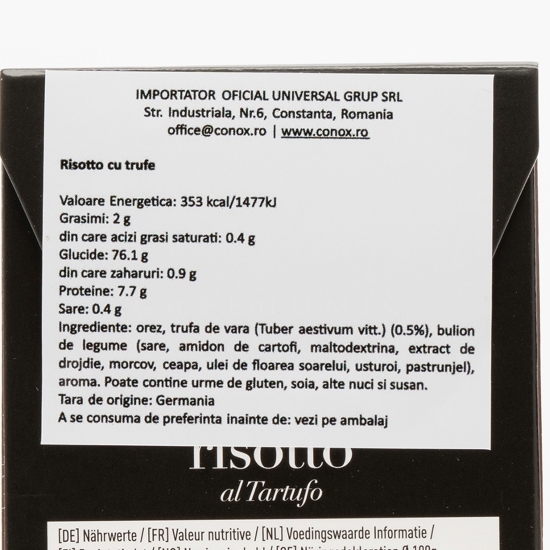 IMPORTATOR OFICIAL UNIVERSAL GRUP SRL
Str. Industriala, Nr.6, Constanta, Romania
office@conox.ro | www.conox.ro
Risotto cu trufe
Valoare Energetica: 353 kcal/1477kJ
Grasimi: 2 g
din care acizi grasi saturati: 0.4 g
Glucide: 76.1 g
din care zaharuri: 0.9 g
Proteine: 7.7 g
Sare: 0.4 g
Ingrediente: orez, trufa de vara (Tuber aestivum vitt.) (0.5%), bulion
de legume (sare, amidon de cartofi, maltodextrina, extract de
drojdie, morcov, ceapa, ulei de floarea soarelui, usturoi, pastrunjel),
aroma. Poate contine urme de gluten, soia, alte nuci si susan.
Tara de origine: Germania
A se consuma de preferinta inainte de: vezi pe ambalaj
risotto
al Tartufo
[DE] Nährwerte / [FR] Valeur nutritive / [NL] Voedingswaarde Informatie /